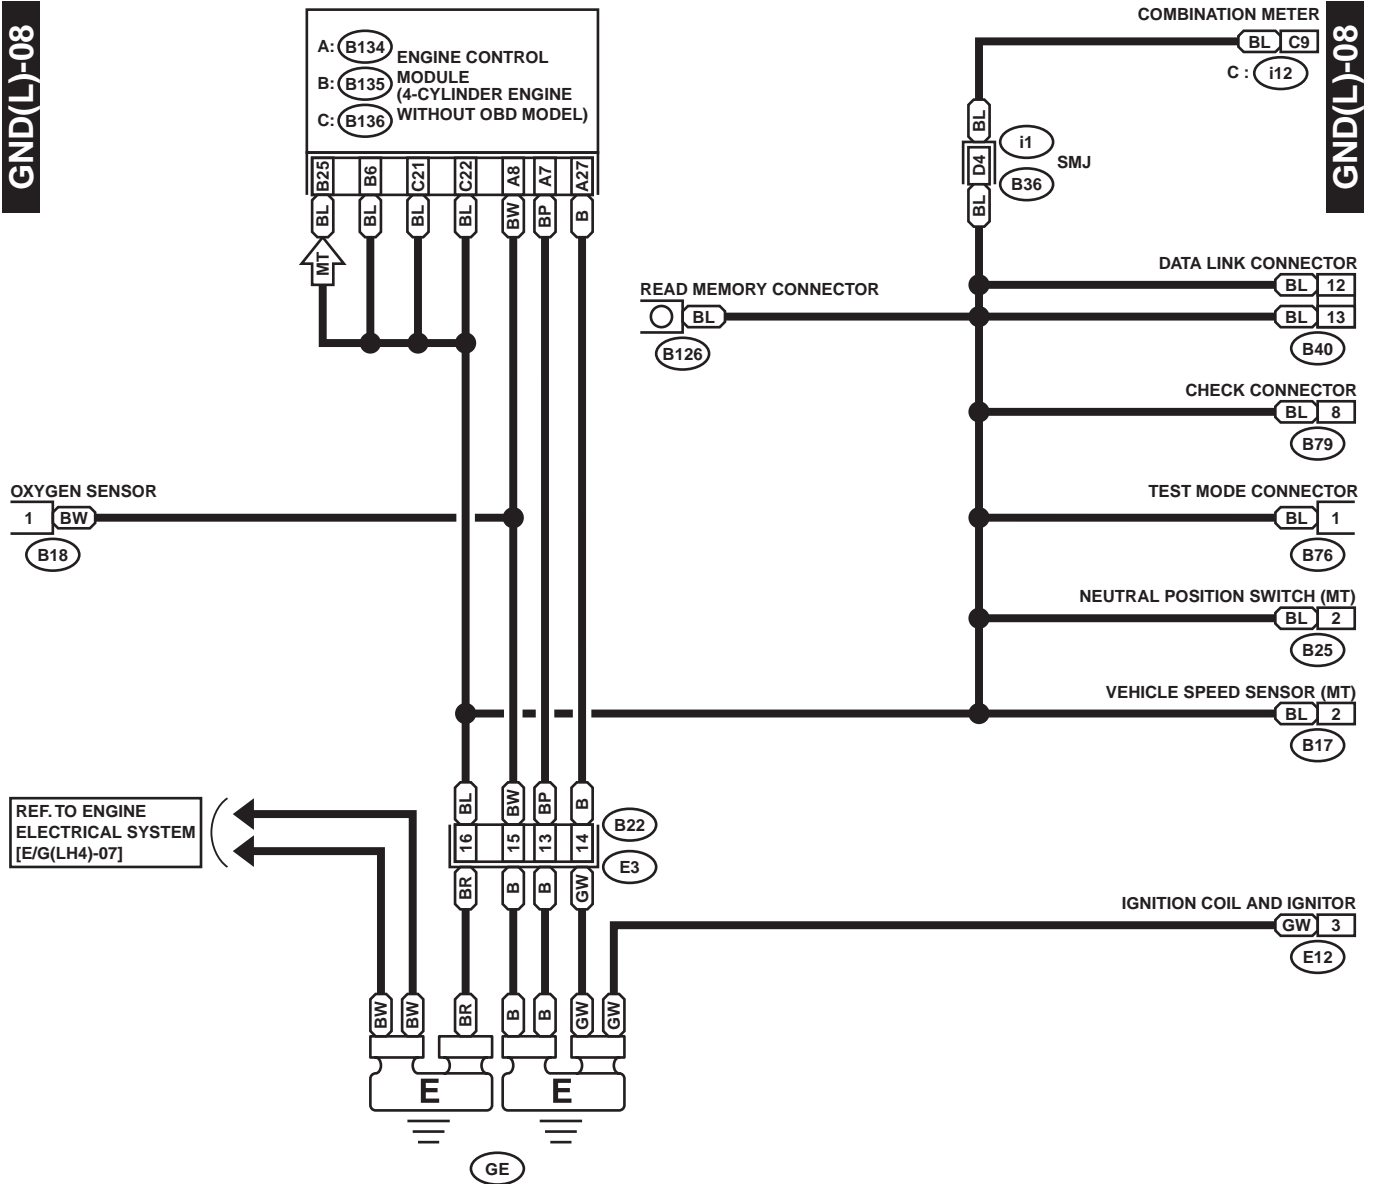 GND(L)-08
GND(L)-08
COMBINATION METER
BL C9
C : i12
A: B134
B: B135
C: B136
ENGINE CONTROL
MODULE
(4-CYLINDER ENGINE
WITHOUT OBD MODEL)
B25 B6 C21 C22 A8 A7 A27
BL BL BL BL BW BP B
MT
BL
i1
D4
SMJ
B36
BL
READ MEMORY CONNECTOR
BL
B126
DATA LINK CONNECTOR
BL 12
BL 13
B40
CHECK CONNECTOR
BL 8
B79
OXYGEN SENSOR
1 BW
B18
TEST MODE CONNECTOR
BL 1
B76
NEUTRAL POSITION SWITCH (MT)
BL 2
B25
VEHICLE SPEED SENSOR (MT)
BL 2
B17
REF. TO ENGINE
ELECTRICAL SYSTEM
[E/G(LH4)-07]
BL BW BP B
16 15 13 14
B22
E3
BR B B GW
IGNITION COIL AND IGNITOR
GW 3
E12
BW BW BR B B GW GW
E E
GE